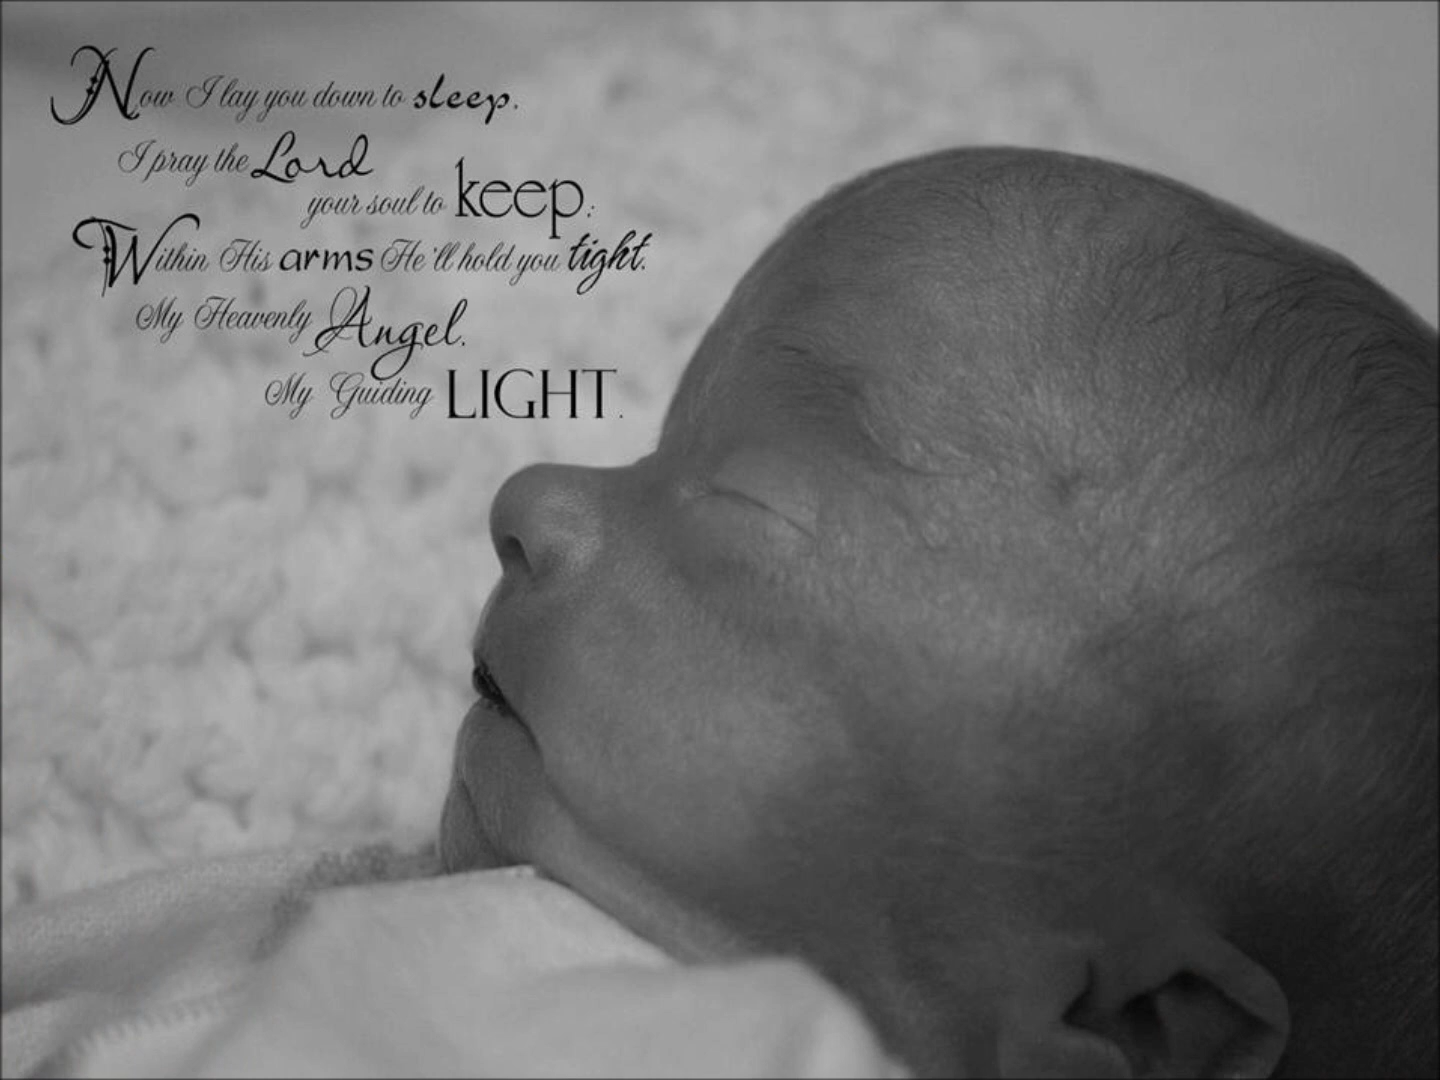 Now I lay you down to sleep.
I pray the Lord
your soul to keep;
Within His arms He'll hold you tight.
My Heavenly Angel.
My Guiding LIGHT.